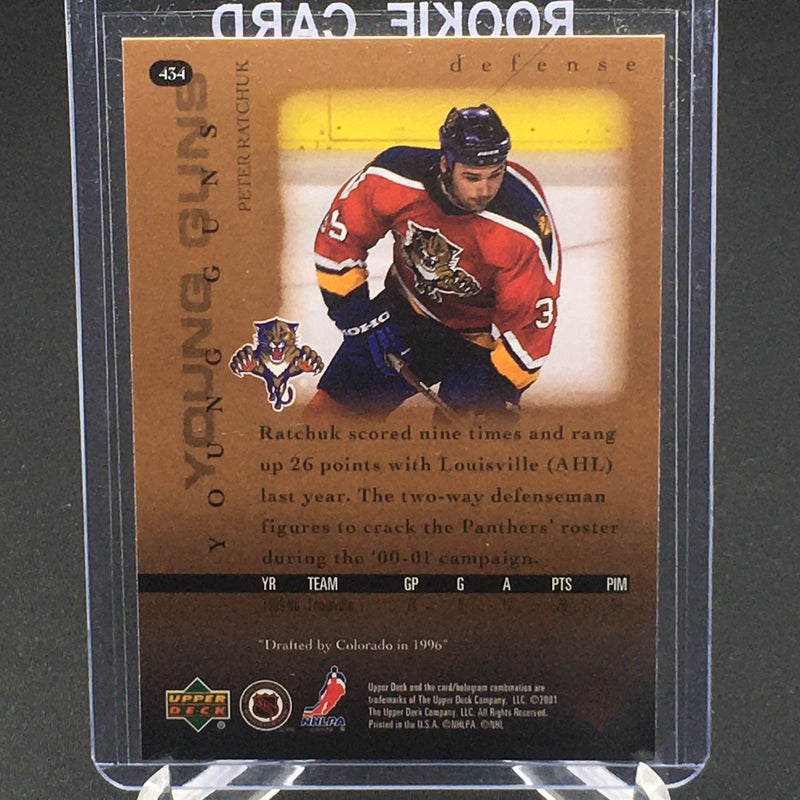 ROOKIE CARD
434
defense
YOUNG GUNS
YOUNG GUNS
PETER RATCHUK
35
3
Ratchuk scored nine times and rang
up 26 points with Louisville (AHL)
last year. The two-way defenseman
figures to crack the Panthers' roster
during the '00-01 campaign.
YR TEAM GP G A PTS PIM
"Drafted by Colorado in 1996"
UPPER
DECK
NHL
NHLPA
Upper Deck and the card/hologram combination are
trademarks of The Upper Deck Company, LLC. ©2001
The Upper Deck Company, LLC. All Rights Reserved.
Printed in the U.S.A. ©NHLPA ©NHL